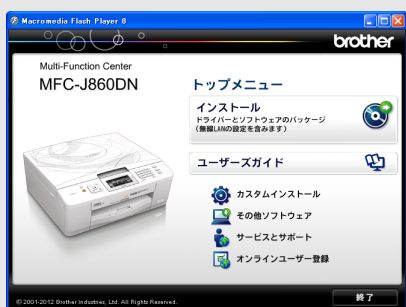 Macromedia Flash Player 8
brother
Multi-Function Center
MFC-J860DN
トップメニュー
インストール
ドライバーとソフトウェアのパッケージ
(無線LANの設定を含みます)
ユーザーズガイド
カスタムインストール
その他ソフトウェア
サービスとサポート
オンラインユーザー登録
© 2001-2012 Brother Industries, Ltd. All Rights Reserved.
終了